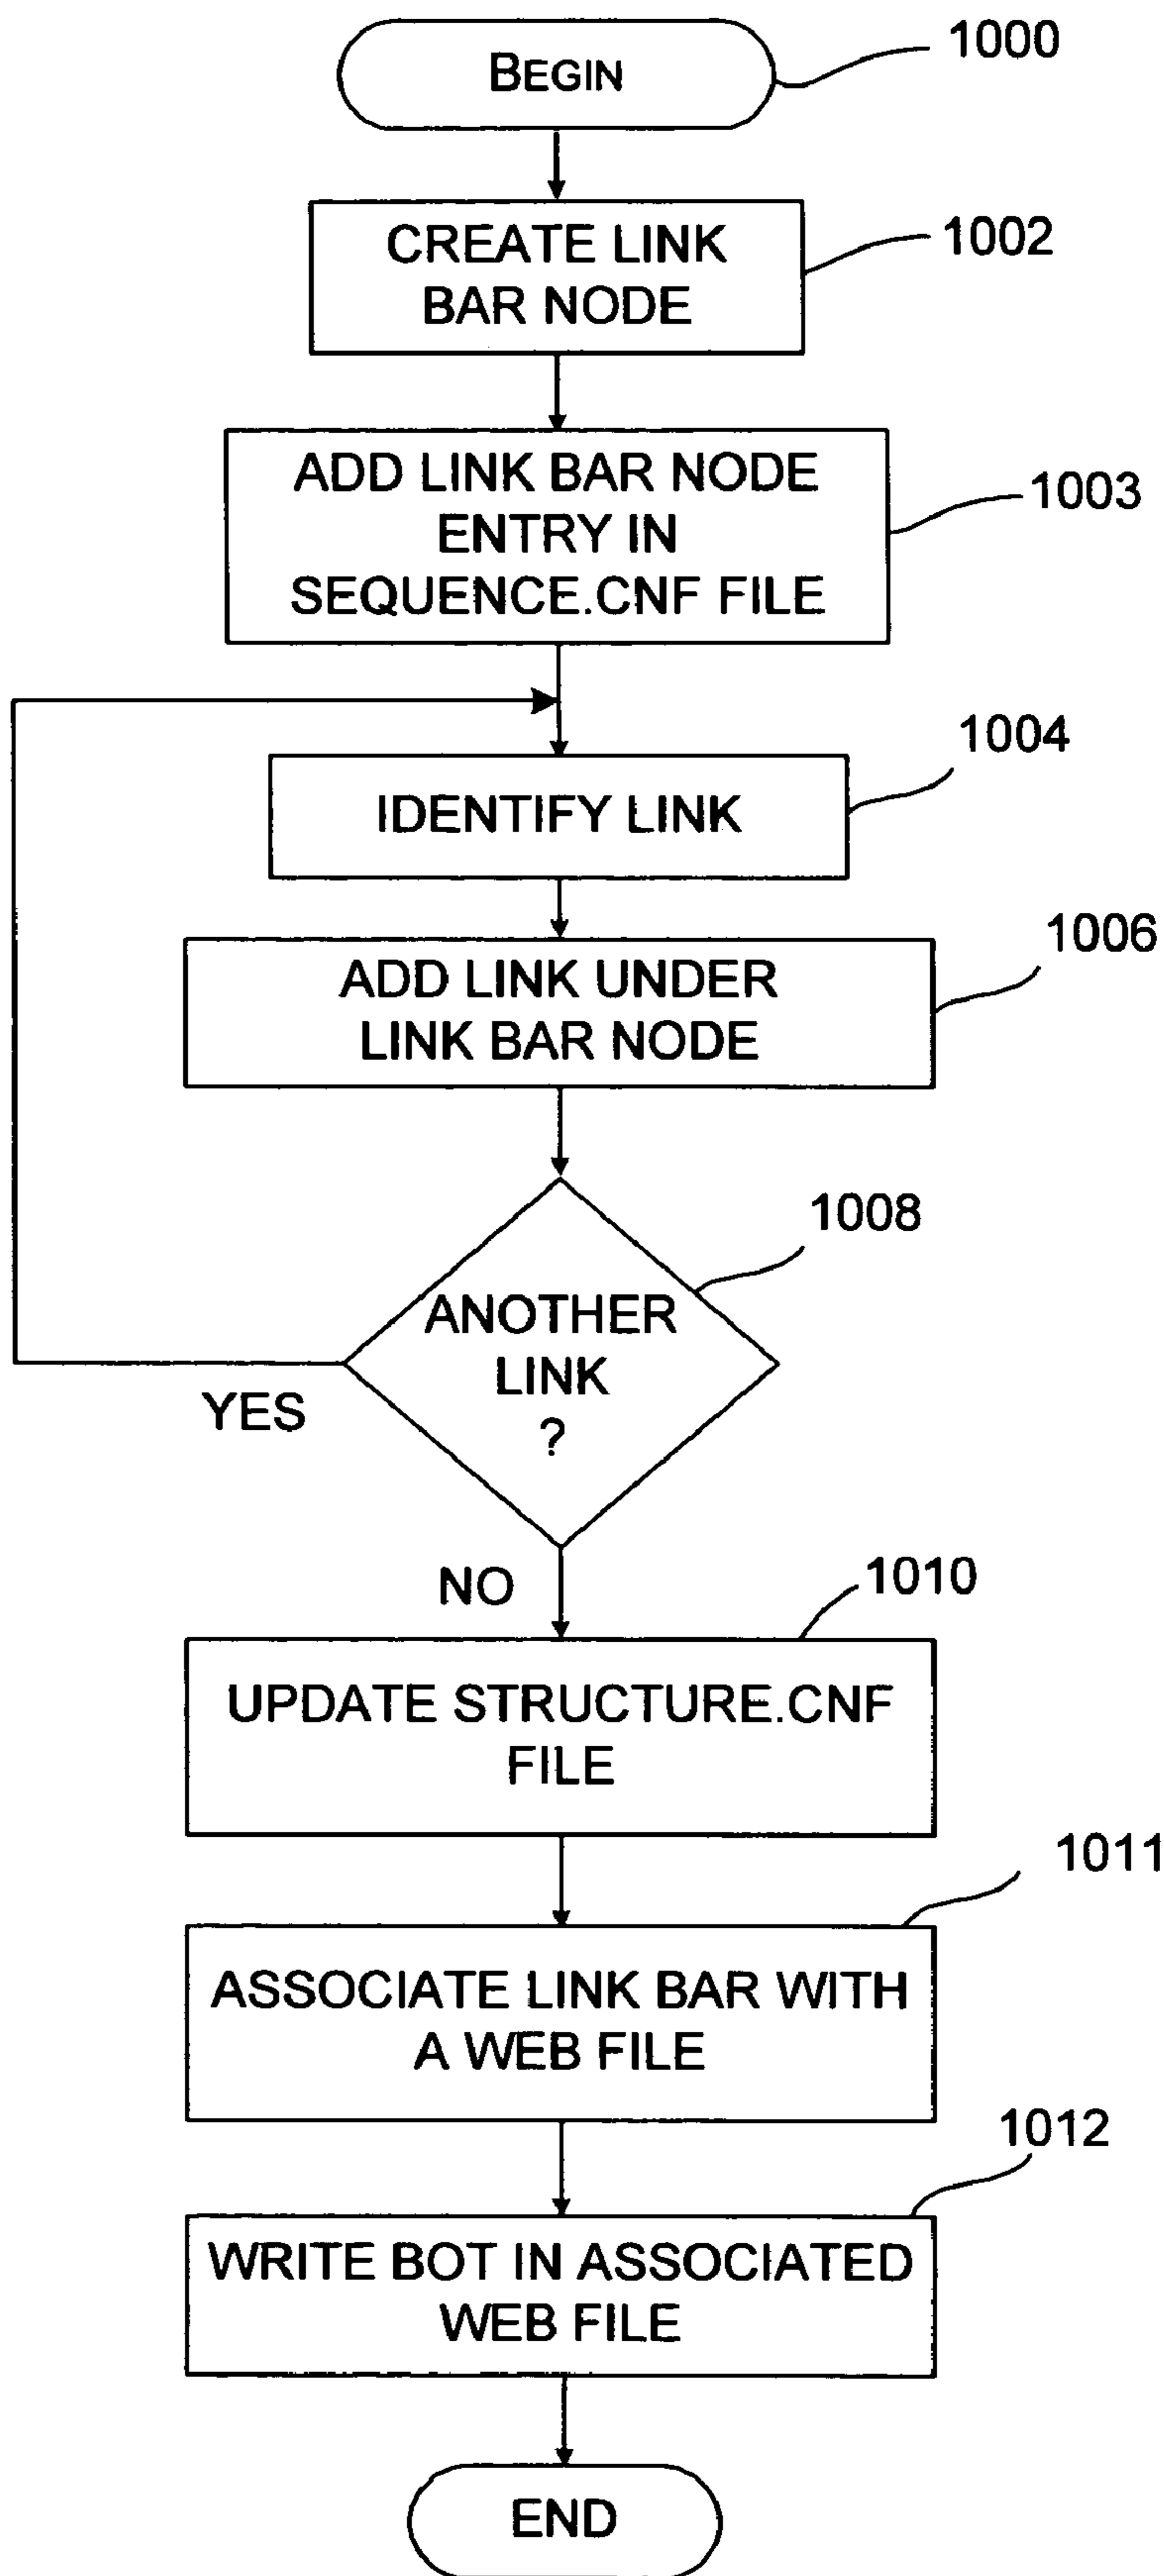 BEGIN
1000
CREATE LINK
BAR NODE
1002
ADD LINK BAR NODE
ENTRY IN
SEQUENCE.CNF FILE
1003
IDENTIFY LINK
1004
ADD LINK UNDER
LINK BAR NODE
1006
ANOTHER
LINK
?
1008
YES
NO
UPDATE STRUCTURE.CNF
FILE
1010
ASSOCIATE LINK BAR WITH
A WEB FILE
1011
WRITE BOT IN ASSOCIATED
WEB FILE
1012
END